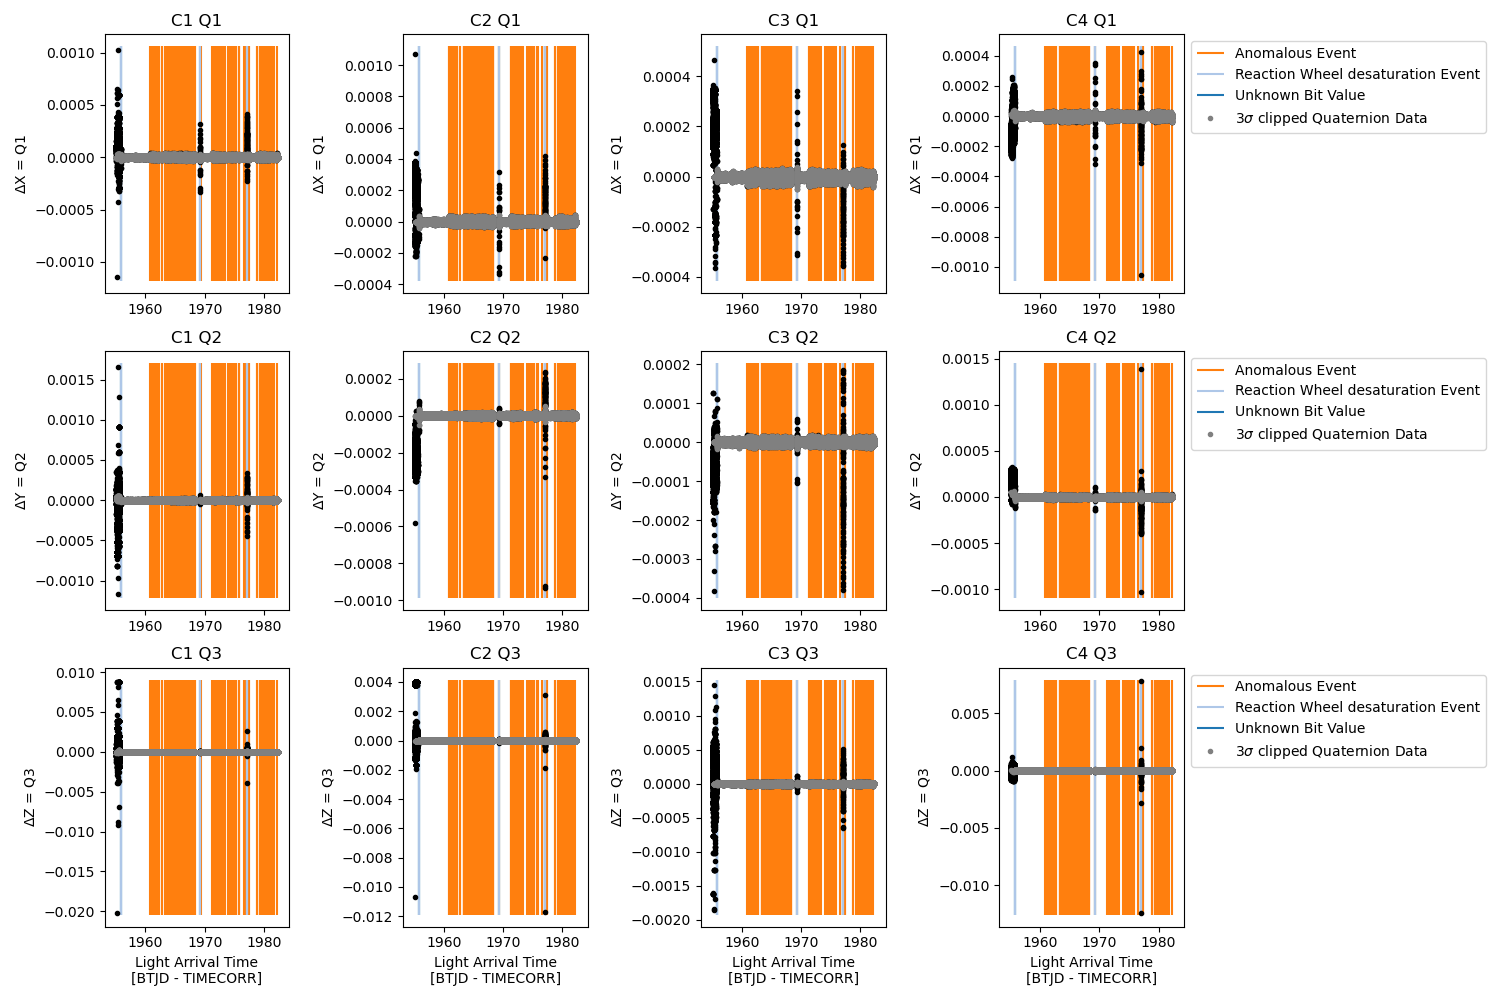 C1 Q1
C2 Q1
C3 Q1
C4 Q1
ΔX = Q1
0.0010
0.0005
0.0000
−0.0005
−0.0010
1960 1970 1980
ΔX = Q1
0.0010
0.0008
0.0006
0.0004
0.0002
0.0000
−0.0002
−0.0004
1960 1970 1980
ΔX = Q1
0.0004
0.0002
0.0000
−0.0002
−0.0004
1960 1970 1980
ΔX = Q1
0.0004
0.0002
0.0000
−0.0002
−0.0004
−0.0006
−0.0008
−0.0010
1960 1970 1980
Anomalous Event
Reaction Wheel desaturation Event
Unknown Bit Value
3σ clipped Quaternion Data
C1 Q2
C2 Q2
C3 Q2
C4 Q2
ΔY = Q2
0.0015
0.0010
0.0005
0.0000
−0.0005
−0.0010
1960 1970 1980
ΔY = Q2
0.0002
0.0000
−0.0002
−0.0004
−0.0006
−0.0008
−0.0010
1960 1970 1980
ΔY = Q2
0.0002
0.0001
0.0000
−0.0001
−0.0002
−0.0003
−0.0004
1960 1970 1980
ΔY = Q2
0.0015
0.0010
0.0005
0.0000
−0.0005
−0.0010
1960 1970 1980
Anomalous Event
Reaction Wheel desaturation Event
Unknown Bit Value
3σ clipped Quaternion Data
C1 Q3
C2 Q3
C3 Q3
C4 Q3
ΔZ = Q3
0.010
0.005
0.000
−0.005
−0.010
−0.015
−0.020
1960 1970 1980
Light Arrival Time
[BTJD - TIMECORR]
ΔZ = Q3
0.004
0.002
0.000
−0.002
−0.004
−0.006
−0.008
−0.010
−0.012
1960 1970 1980
Light Arrival Time
[BTJD - TIMECORR]
ΔZ = Q3
0.0015
0.0010
0.0005
0.0000
−0.0005
−0.0010
−0.0015
−0.0020
1960 1970 1980
Light Arrival Time
[BTJD - TIMECORR]
ΔZ = Q3
0.005
0.000
−0.005
−0.010
1960 1970 1980
Light Arrival Time
[BTJD - TIMECORR]
Anomalous Event
Reaction Wheel desaturation Event
Unknown Bit Value
3σ clipped Quaternion Data